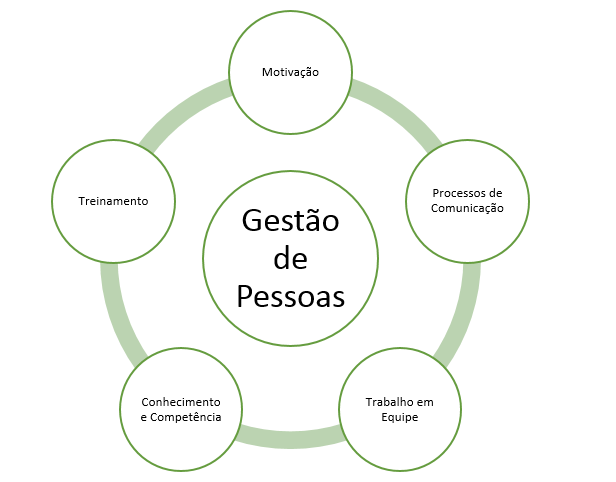 Motivação
Processos de
Comunicação
Trabalho em
Equipe
Conhecimento
e Competência
Treinamento
Gestão
de
Pessoas